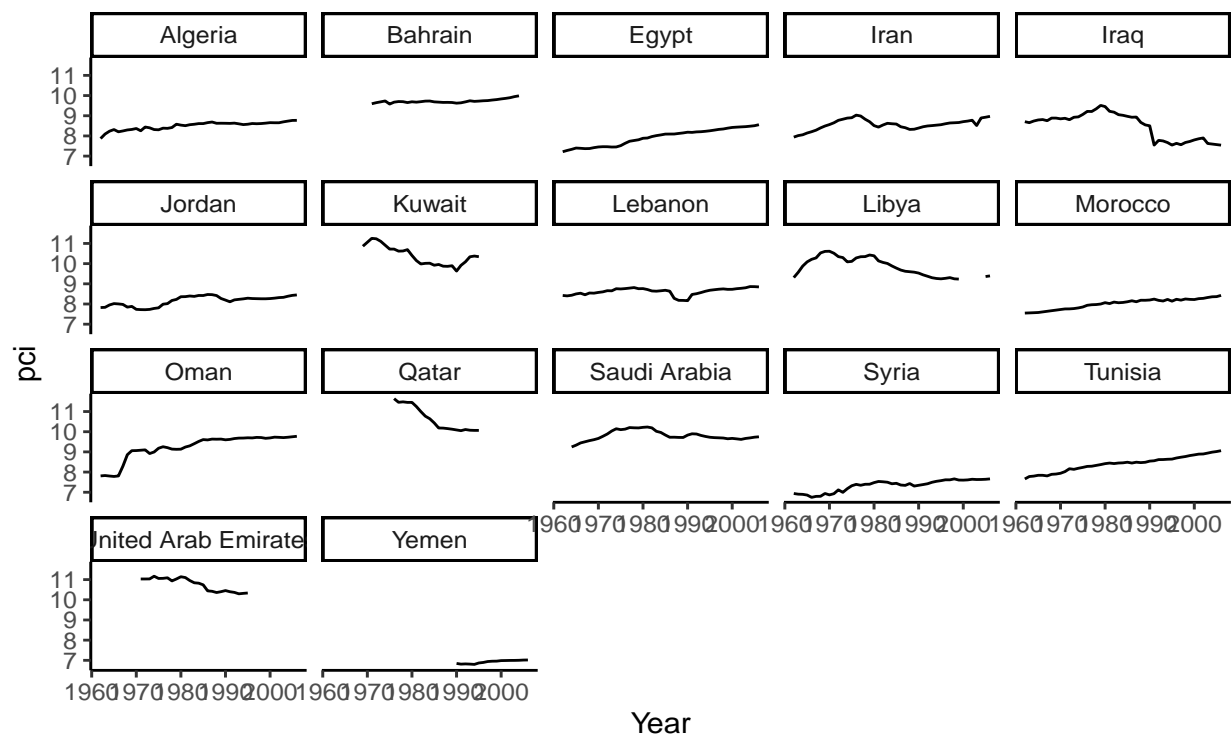 Algeria Bahrain Egypt Iran Iraq
11
10
9
8
7
Jordan Kuwait Lebanon Libya Morocco
11
10
9
8
7
pci
Oman Qatar Saudi Arabia Syria Tunisia
11
10
9
8
7
1960 1970 1980 1990 2000 1960 1970 1980 1990 2000 1960 1970 1980 1990 2000
United Arab Emirate Yemen
11
10
9
8
7
1960 1970 1980 1990 2000 1960 1970 1980 1990 2000
Year